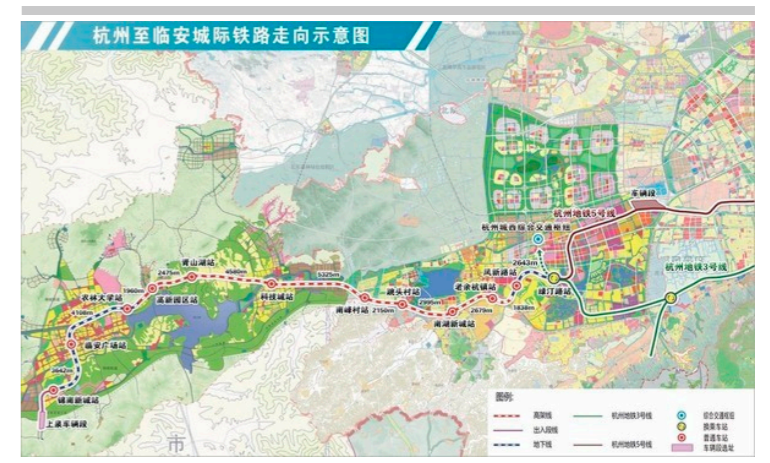 杭州至临安城际铁路走向示意图
车辆段
杭州地铁5号线
杭州城西综合交通枢纽
青山湖站
2475m
4580m
5325m
2643m
凤新路站
杭州地铁3号线
1960m
农林大学站
高新园区站
科技城站
跳头村站
老余杭镇站
绿汀路站
4108m
南峰村站
2150m
2995m
南湖新城站
2679m
1838m
临安广场站
3642m
锦南新城站
上泉车辆段
市
图例:
高架线
杭州地铁3号线
综合交通枢纽
出入段线
换乘车站
普通车站
地下线
杭州地铁5号线
车辆段选址